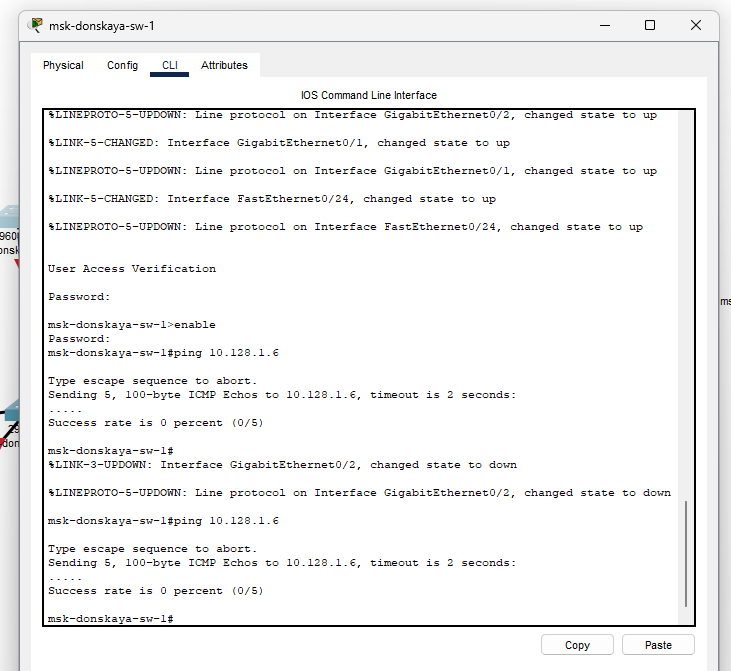 msk-donskaya-sw-1
Physical Config CLI Attributes
IOS Command Line Interface
%LINEPROTO-5-UPDOWN: Line protocol on Interface GigabitEthernet0/2, changed state to up
%LINK-5-CHANGED: Interface GigabitEthernet0/1, changed state to up
%LINEPROTO-5-UPDOWN: Line protocol on Interface GigabitEthernet0/1, changed state to up
%LINK-5-CHANGED: Interface FastEthernet0/24, changed state to up
%LINEPROTO-5-UPDOWN: Line protocol on Interface FastEthernet0/24, changed state to up
User Access Verification
Password:
msk-donskaya-sw-1>enable
Password:
msk-donskaya-sw-1#ping 10.128.1.6
Type escape sequence to abort.
Sending 5, 100-byte ICMP Echos to 10.128.1.6, timeout is 2 seconds:
.....
Success rate is 0 percent (0/5)
msk-donskaya-sw-1#
%LINK-3-UPDOWN: Interface GigabitEthernet0/2, changed state to down
%LINEPROTO-5-UPDOWN: Line protocol on Interface GigabitEthernet0/2, changed state to down
msk-donskaya-sw-1#ping 10.128.1.6
Type escape sequence to abort.
Sending 5, 100-byte ICMP Echos to 10.128.1.6, timeout is 2 seconds:
.....
Success rate is 0 percent (0/5)
msk-donskaya-sw-1#
Copy Paste